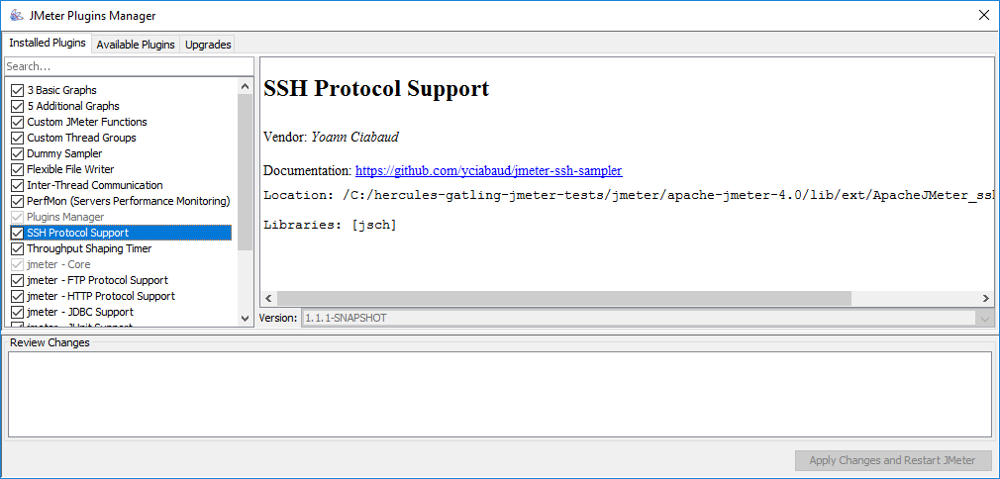 JMeter Plugins Manager
Installed Plugins
Available Plugins
Upgrades
Search...
3 Basic Graphs
5 Additional Graphs
Custom JMeter Functions
Custom Thread Groups
Dummy Sampler
Flexible File Writer
Inter-Thread Communication
PerfMon (Servers Performance Monitoring)
Plugins Manager
SSH Protocol Support
Throughput Shaping Timer
jmeter - Core
jmeter - FTP Protocol Support
jmeter - HTTP Protocol Support
jmeter - JDBC Support
jmeter - JUnit Support
SSH Protocol Support
Vendor: Yoann Ciabaud
Documentation: https://github.com/yciabaud/jmeter-ssh-sampler
Location: /C:/hercules-gatling-jmeter-tests/jmeter/apache-jmeter-4.0/lib/ext/ApacheJMeter_ss
Libraries: [jsch]
Version: 1.1.1-SNAPSHOT
Review Changes
Apply Changes and Restart JMeter